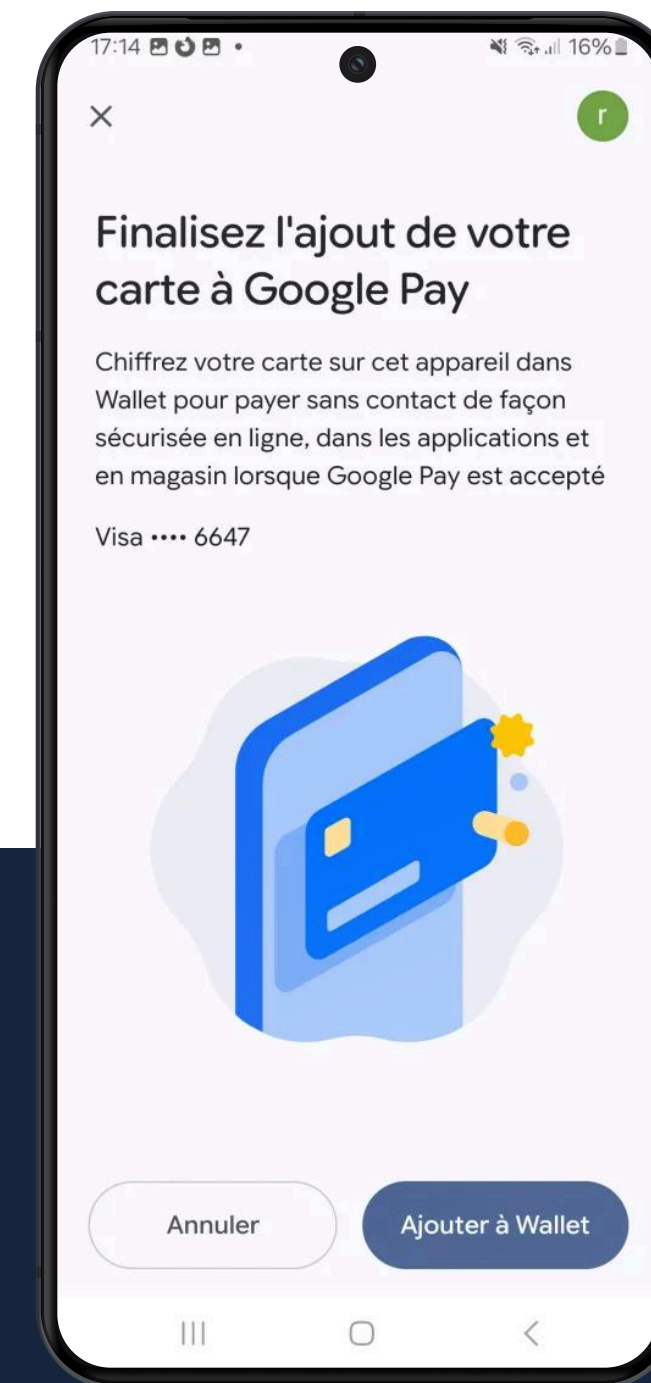 17:14
16%
r
Finalisez l'ajout de votre
carte à Google Pay
Chiffrez votre carte sur cet appareil dans
Wallet pour payer sans contact de façon
sécurisée en ligne, dans les applications et
en magasin lorsque Google Pay est accepté
Visa •••• 6647
Annuler
Ajouter à Wallet